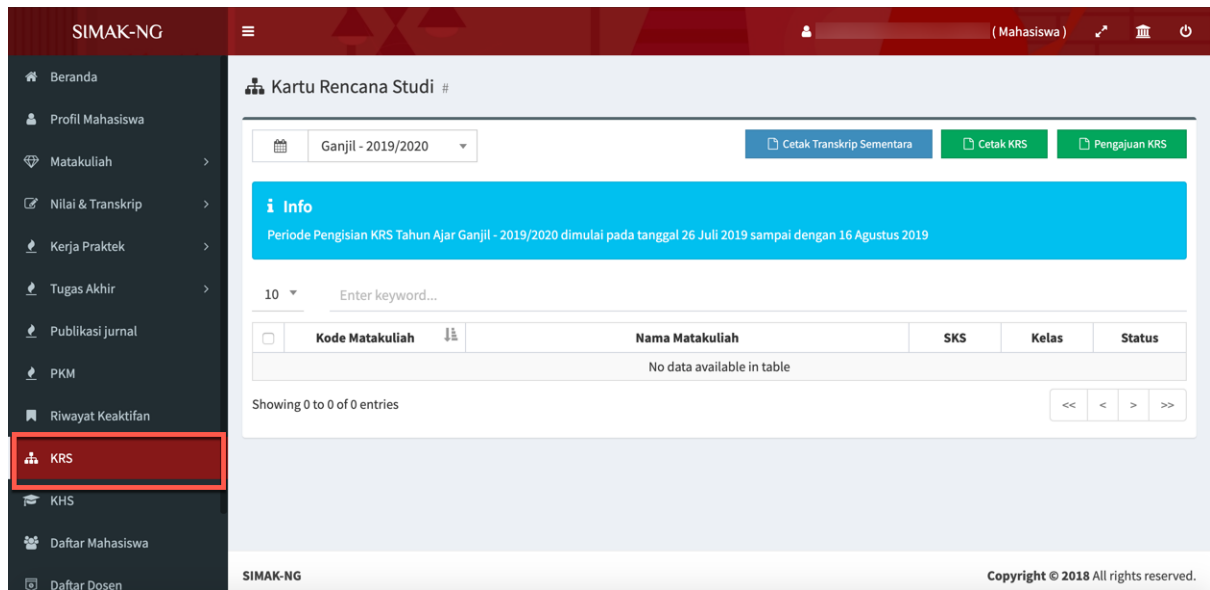 SIMAK-NG
( Mahasiswa )
Beranda
Profil Mahasiswa
Matakuliah
Nilai & Transkrip
Kerja Praktek
Tugas Akhir
Publikasi jurnal
PKM
Riwayat Keaktifan
KRS
KHS
Daftar Mahasiswa
Daftar Dosen
Kartu Rencana Studi #
Ganjil - 2019/2020
Cetak Transkrip Sementara
Cetak KRS
Pengajuan KRS
i Info
Periode Pengisian KRS Tahun Ajar Ganjil - 2019/2020 dimulai pada tanggal 26 Juli 2019 sampai dengan 16 Agustus 2019
10 Enter keyword...
Kode Matakuliah Nama Matakuliah SKS Kelas Status
No data available in table
Showing 0 to 0 of 0 entries
<< < > >>
SIMAK-NG
Copyright © 2018 All rights reserved.